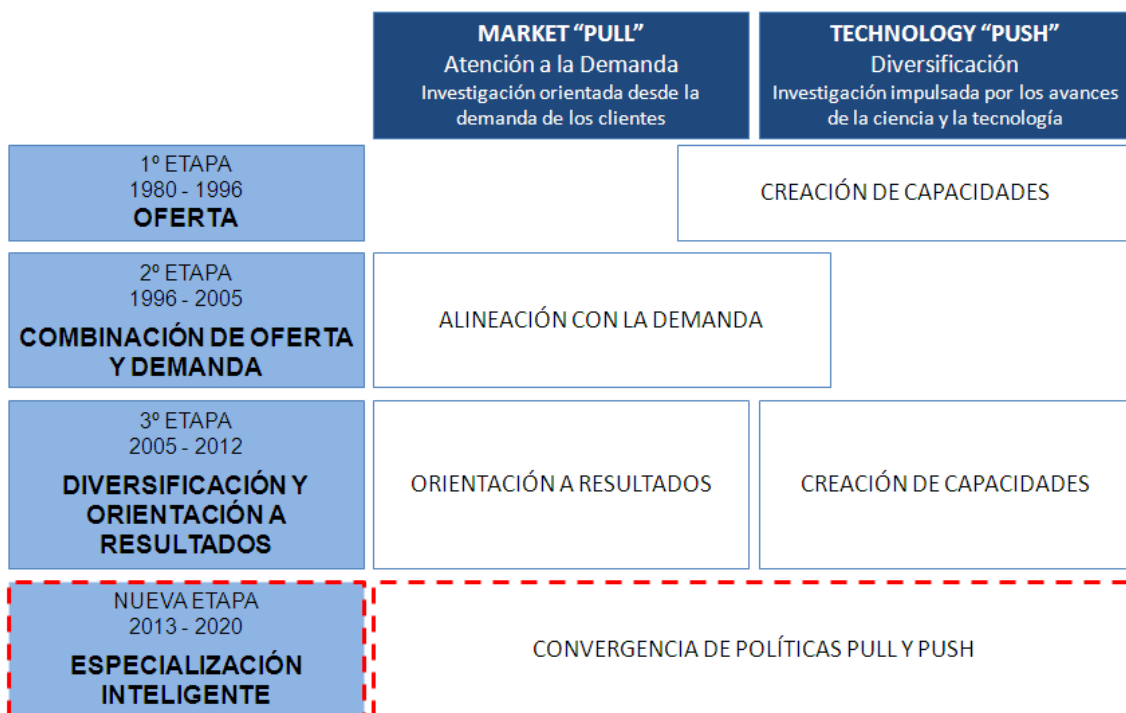 MARKET “PULL”
Atención a la Demanda
Investigación orientada desde la
demanda de los clientes
TECHNOLOGY “PUSH”
Diversificación
Investigación impulsada por los avances
de la ciencia y la tecnología
1º ETAPA
1980 - 1996
OFERTA
CREACIÓN DE CAPACIDADES
2º ETAPA
1996 - 2005
COMBINACIÓN DE OFERTA
Y DEMANDA
ALINEACIÓN CON LA DEMANDA
3º ETAPA
2005 - 2012
DIVERSIFICACIÓN Y
ORIENTACIÓN A
RESULTADOS
ORIENTACIÓN A RESULTADOS
CREACIÓN DE CAPACIDADES
NUEVA ETAPA
2013 - 2020
ESPECIALIZACIÓN
INTELIGENTE
CONVERGENCIA DE POLÍTICAS PULL Y PUSH